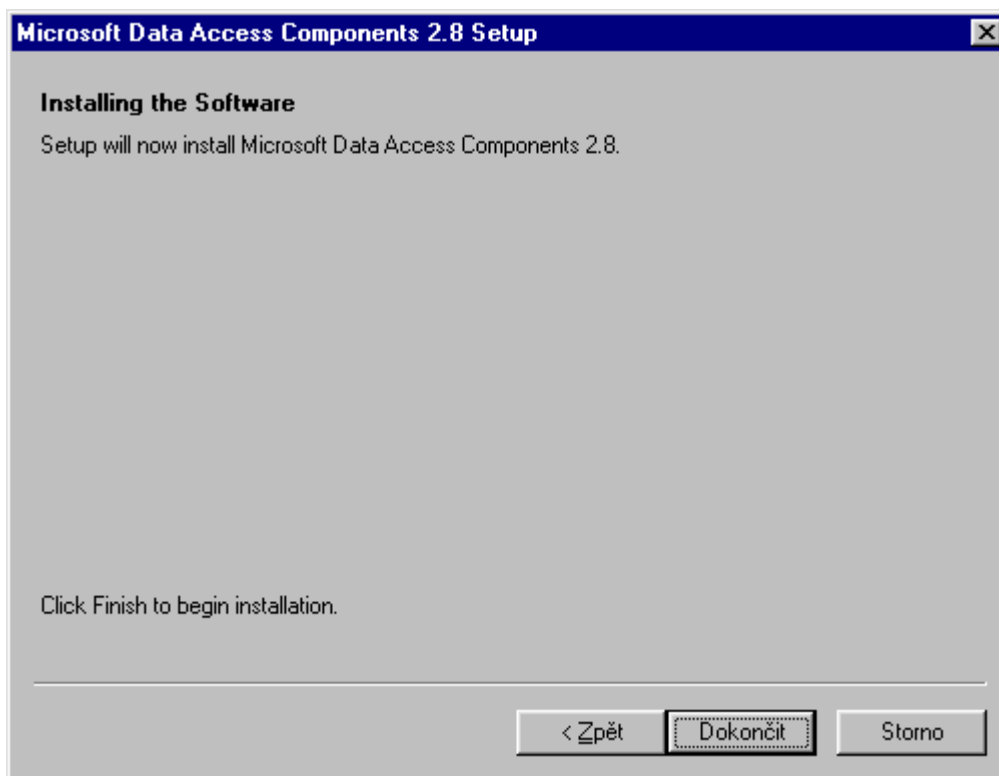 Microsoft Data Access Components 2.8 Setup
Installing the Software
Setup will now install Microsoft Data Access Components 2.8.
Click Finish to begin installation.
< Zpět Dokončit Storno